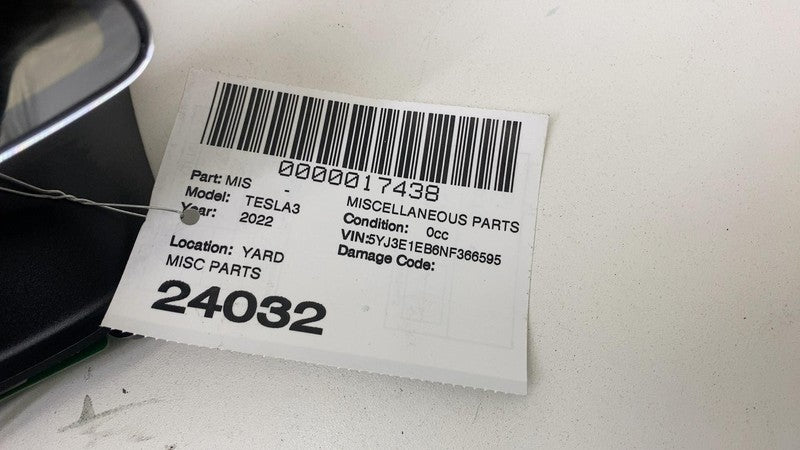 0000017438
Part: MIS - MISCELLANEOUS PARTS
Model: TESLA3 Condition: 0cc
Year: 2022 VIN:5YJ3E1EB6NF366595
Damage Code:
Location: YARD
MISC PARTS
24032